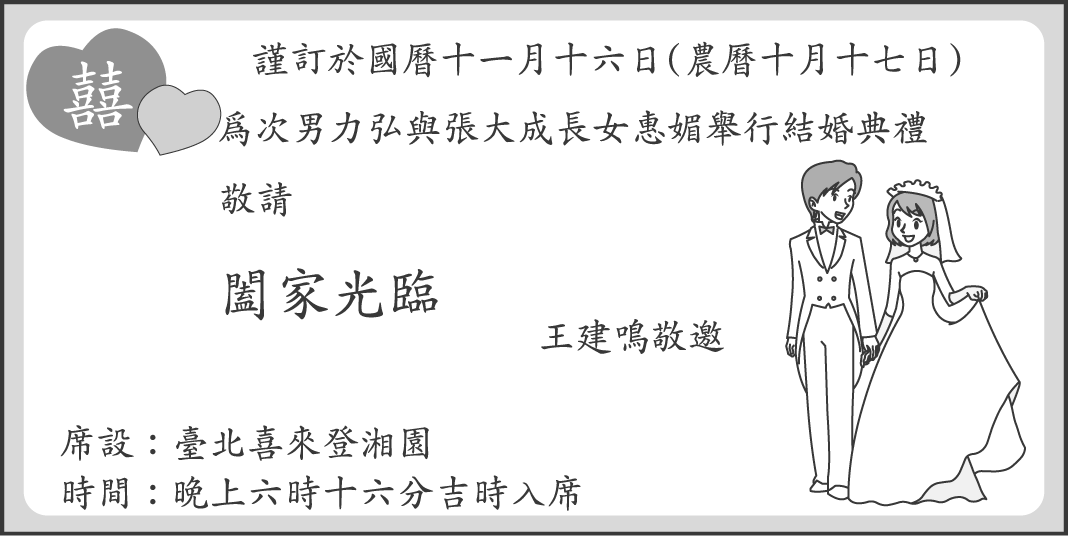 囍
謹訂於國曆十一月十六日(農曆十月十七日)
爲次男力弘與張大成長女惠媚舉行結婚典禮
敬請
闔家光臨
王建鳴敬邀
席設：臺北喜來登湘園
時間：晚上六時十六分吉時入席